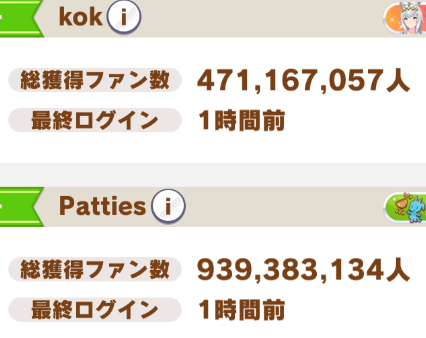 kok i
総獲得ファン数 471,167,057人
最終ログイン 1時間前
Patties i
総獲得ファン数 939,383,134人
最終ログイン 1時間前